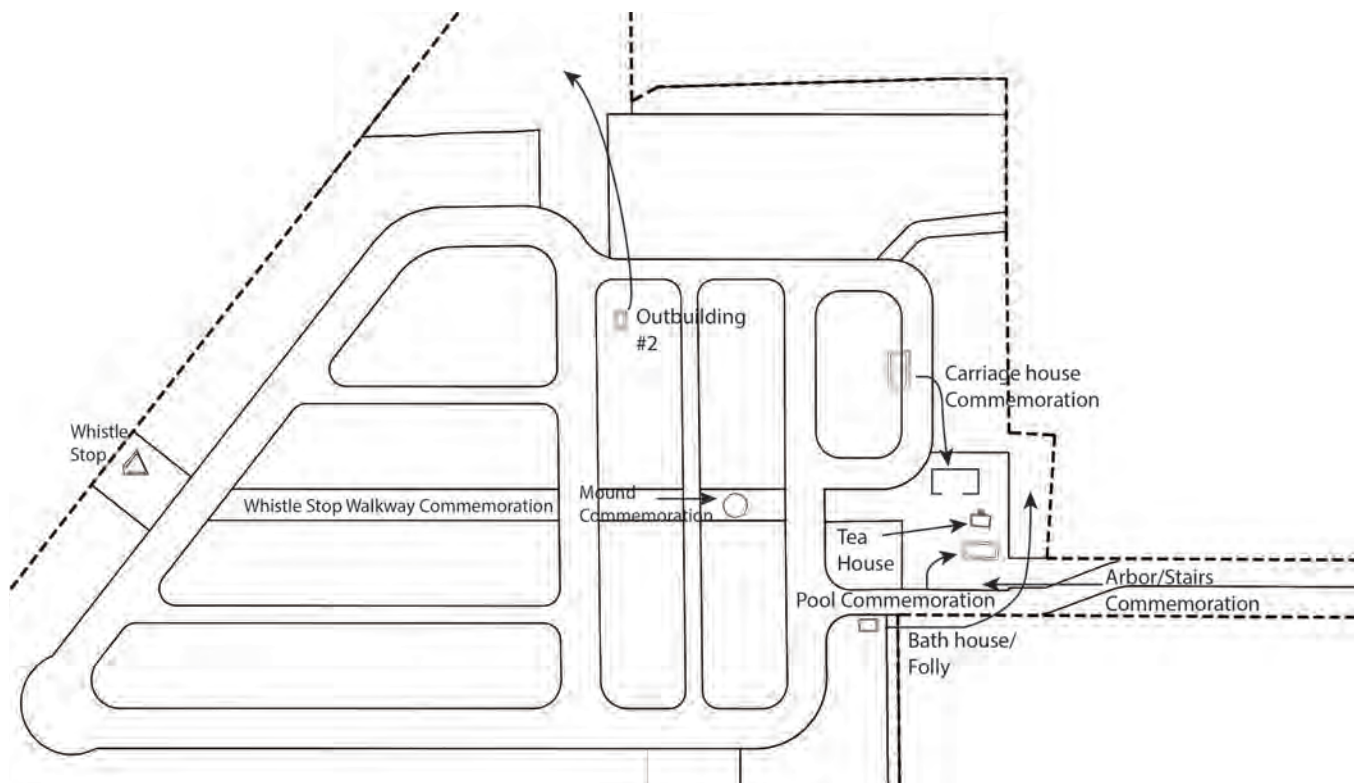 Outbuilding
#2
Carriage house
Commemoration
Whistle
Stop
Whistle Stop Walkway Commemoration
Mound
Commemoration
Tea
House
Arbor/Stairs
Commemoration
Pool Commemoration
Bath house/
Folly